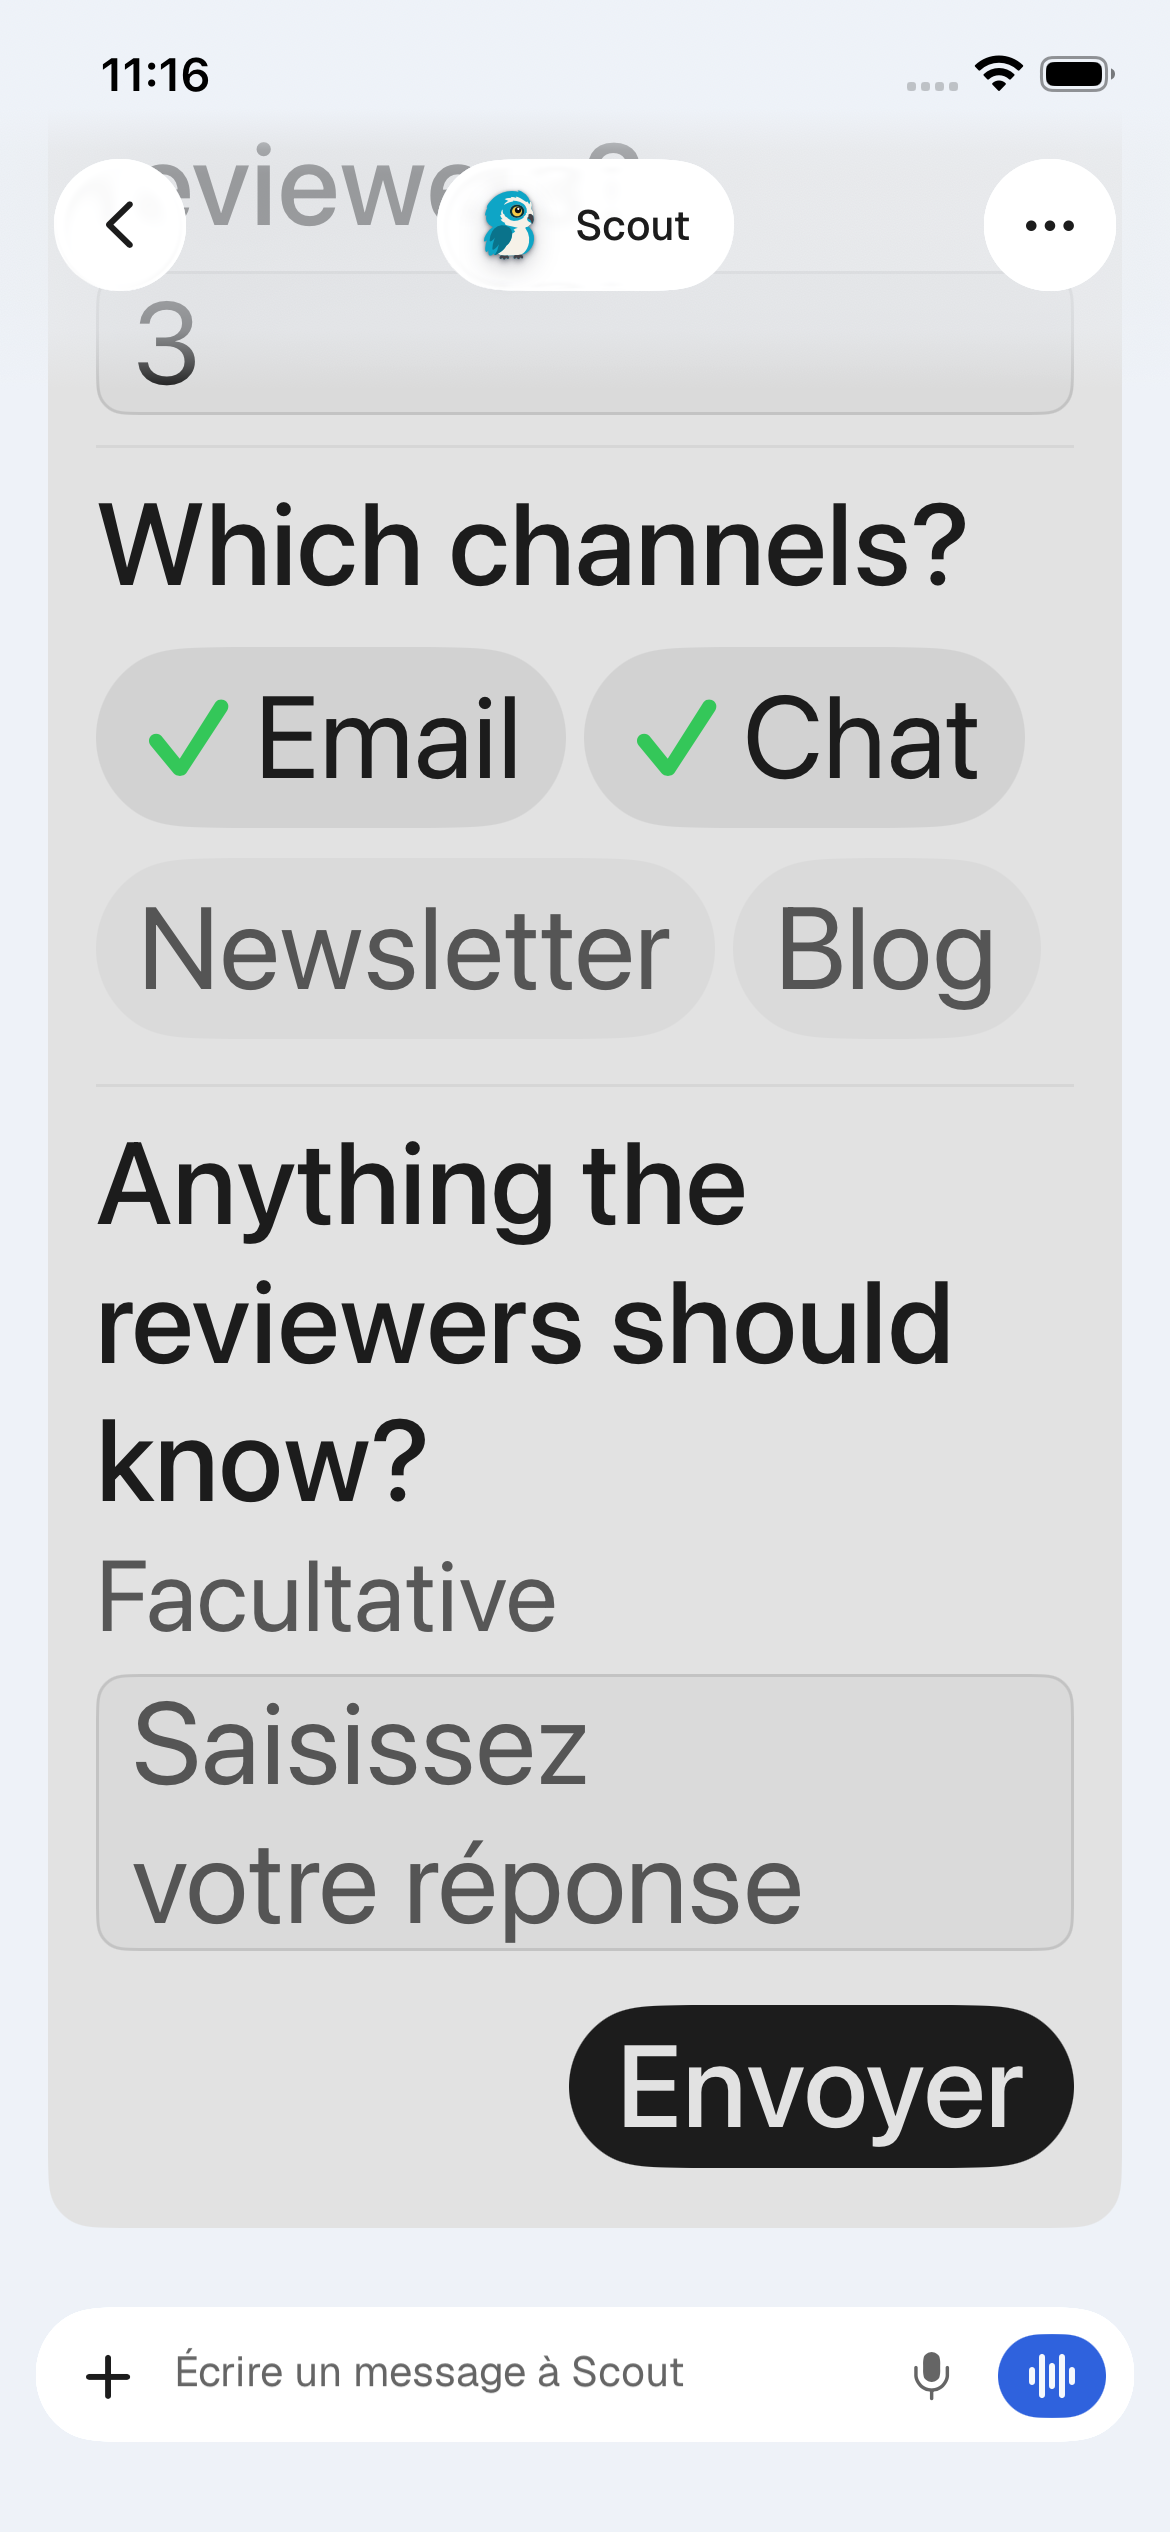 11:16
Scout
3
Which channels?
Email
Chat
Newsletter
Blog
Anything the
reviewers should
know?
Facultative
Saisissez
votre réponse
Envoyer
Écrire un message à Scout